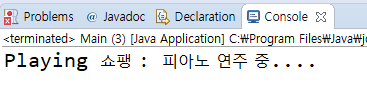 Problems @ Javadoc Declaration Console
<terminated> Main (3) [Java Application] C:₩Program Files₩Java₩j
Playing 쇼팽 : 피아노 연주 중....